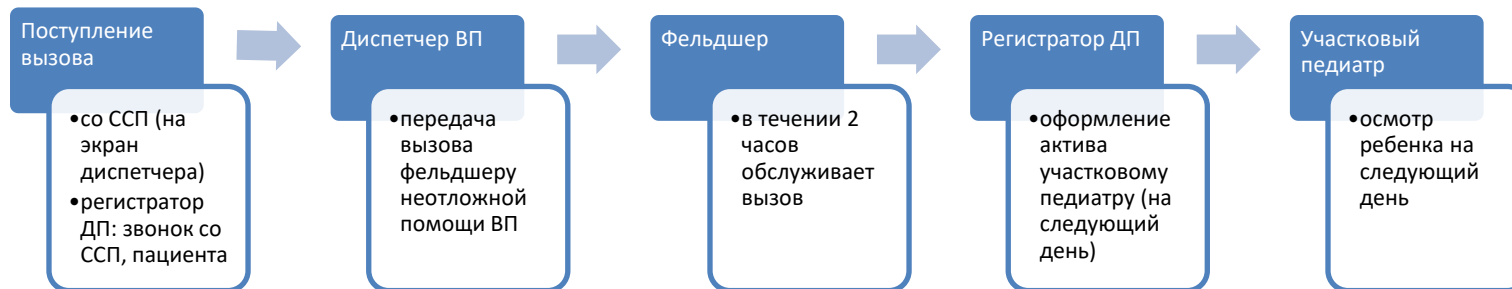 Поступление
вызова
•со ССП (на
экран
диспетчера)
•регистратор
ДП: звонок со
ССП, пациента
Диспетчер ВП
•передача
вызова
фельдшеру
неотложной
помощи ВП
Фельдшер
•в течении 2
часов
обслуживает
вызов
Регистратор ДП
•оформление
актива
участковому
педиатру (на
следующий
день)
Участковый
педиатр
•осмотр
ребенка на
следующий
день